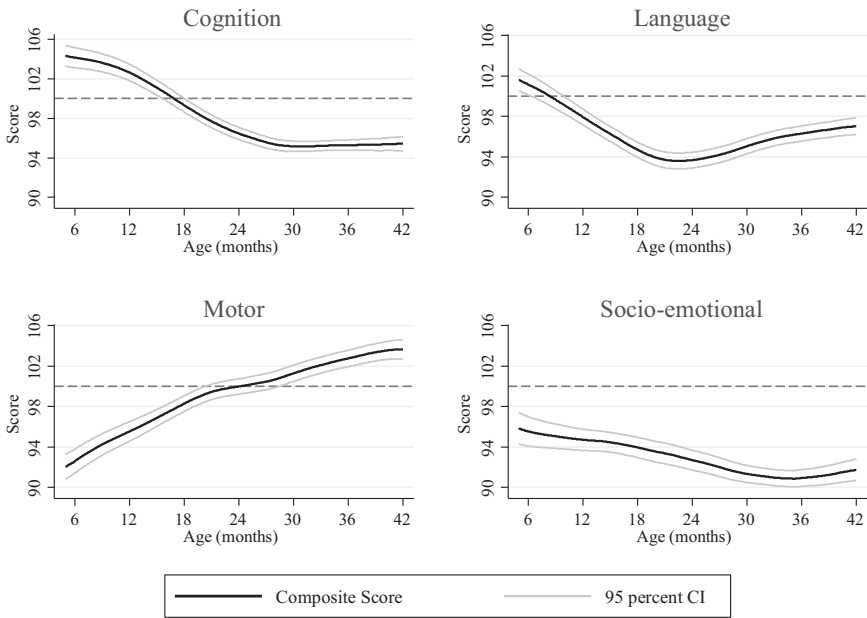 Cognition
Score
106
102
98
94
90
6 12 18 24 30 36 42
Age (months)
Language
Score
106
102
98
94
90
6 12 18 24 30 36 42
Age (months)
Motor
Score
106
102
98
94
90
6 12 18 24 30 36 42
Age (months)
Socio-emotional
Score
106
102
98
94
90
6 12 18 24 30 36 42
Age (months)
Composite Score 95 percent CI